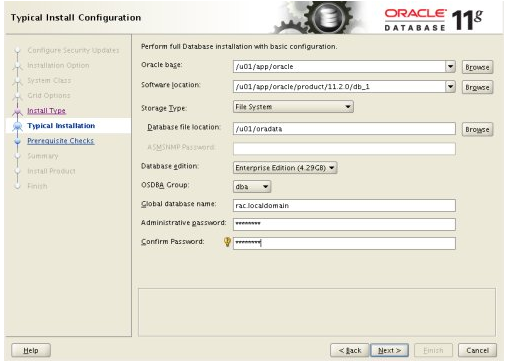 Typical Install Configuration
ORACLE
DATABASE 11g
Configure Security Updates
Installation Option
System Class
Grid Options
Install Type
Typical Installation
Prerequisite Checks
Summary
Install Product
Finish
Perform full Database installation with basic configuration.
Oracle base: /u01/app/oracle Browse
Software location: /u01/app/oracle/product/11.2.0/db_1 Browse
Storage Type: File System
Database file location: /u01/oradata Browse
ASMSNMP Password:
Database edition: Enterprise Edition (4.29GB)
OSDBA Group: dba
Global database name: rac.localdomain
Administrative password: ********
Confirm Password: ********
Help < Back Next > Finish Cancel